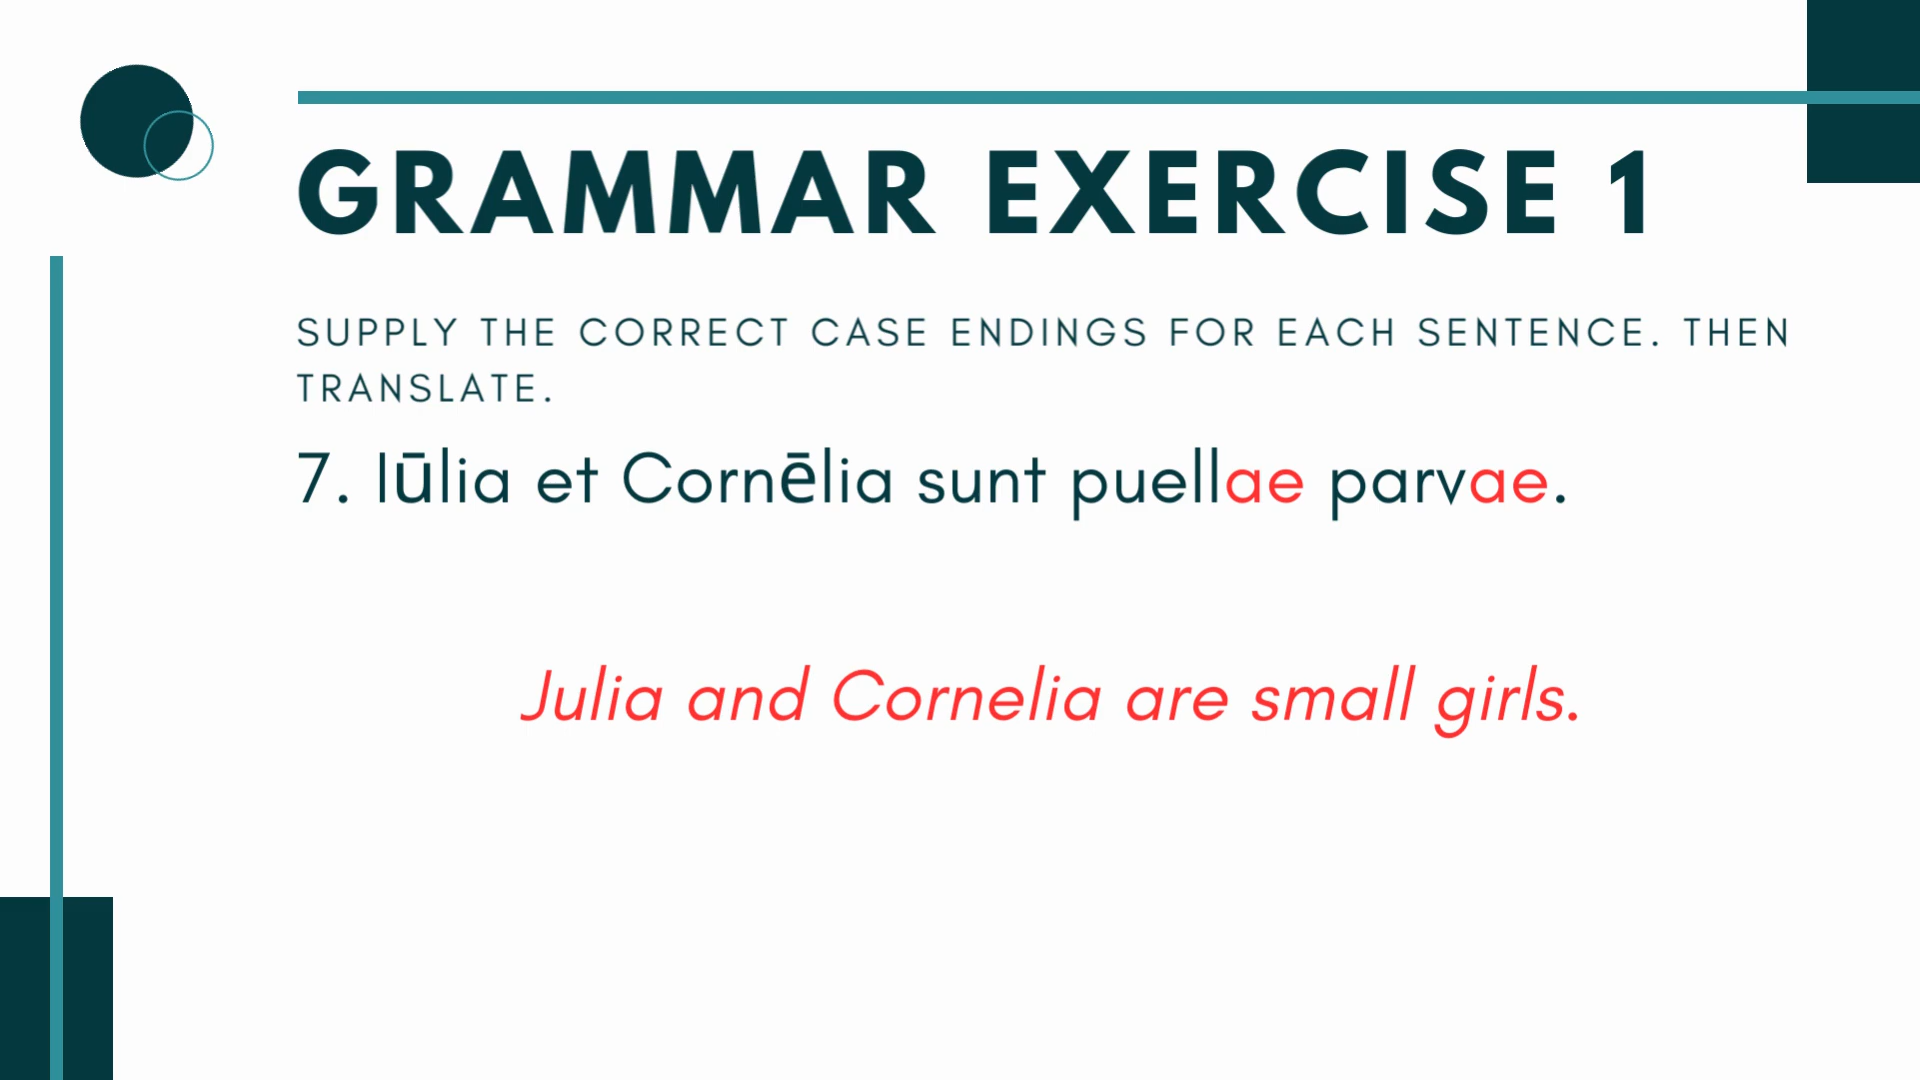 GRAMMAR EXERCISE 1
SUPPLY THE CORRECT CASE ENDINGS FOR EACH SENTENCE. THEN
TRANSLATE.
7. Iūlia et Cornēlia sunt puellae parvae.
Julia and Cornelia are small girls.